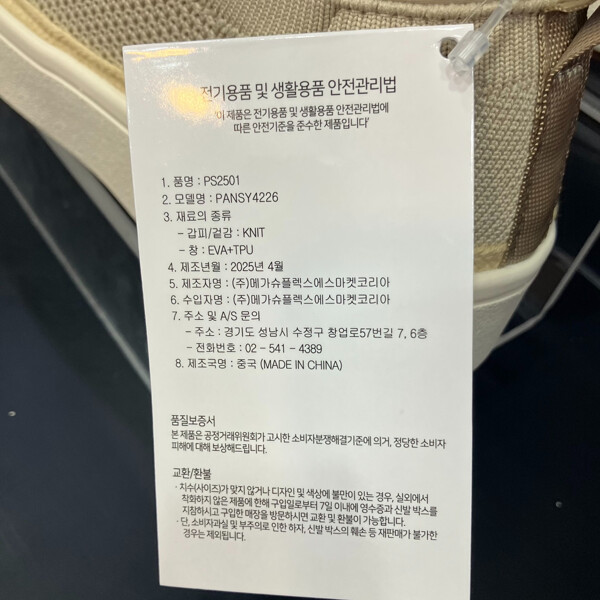 전기용품 및 생활용품 안전관리법
이 제품은 전기용품 및 생활용품 안전관리법에
따른 안전기준을 준수한 제품입니다'
1. 품명 : PS2501
2. 모델명 : PANSY4226
3. 재료의 종류
- 갑피/겉감 : KNIT
- 창 : EVA+TPU
4. 제조년월 : 2025년 4월
5. 제조자명 : (주)메가슈플렉스에스마켓코리아
6. 수입자명 : (주)메가슈플렉스에스마켓코리아
7. 주소 및 A/S 문의
- 주소 : 경기도 성남시 수정구 창업로57번길 7, 6층
- 전화번호 : 02 - 541 - 4389
8. 제조국명 : 중국 (MADE IN CHINA)
품질보증서
본 제품은 공정거래위원회가 고시한 소비자분쟁해결기준에 의거, 정당한 소비자
피해에 대해 보상해드립니다.
교환/환불
· 치수(사이즈)가 맞지 않거나 디자인 및 색상에 불만이 있는 경우, 실외에서
착화하지 않은 제품에 한해 구입일로부터 7일 이내에 영수증과 신발 박스를
지참하시고 구입한 매장을 방문하시면 교환 및 환불이 가능합니다.
· 단, 소비자과실 및 부주의로 인한 하자, 신발 박스의 훼손 등 재판매가 불가한
경우는 제외됩니다.